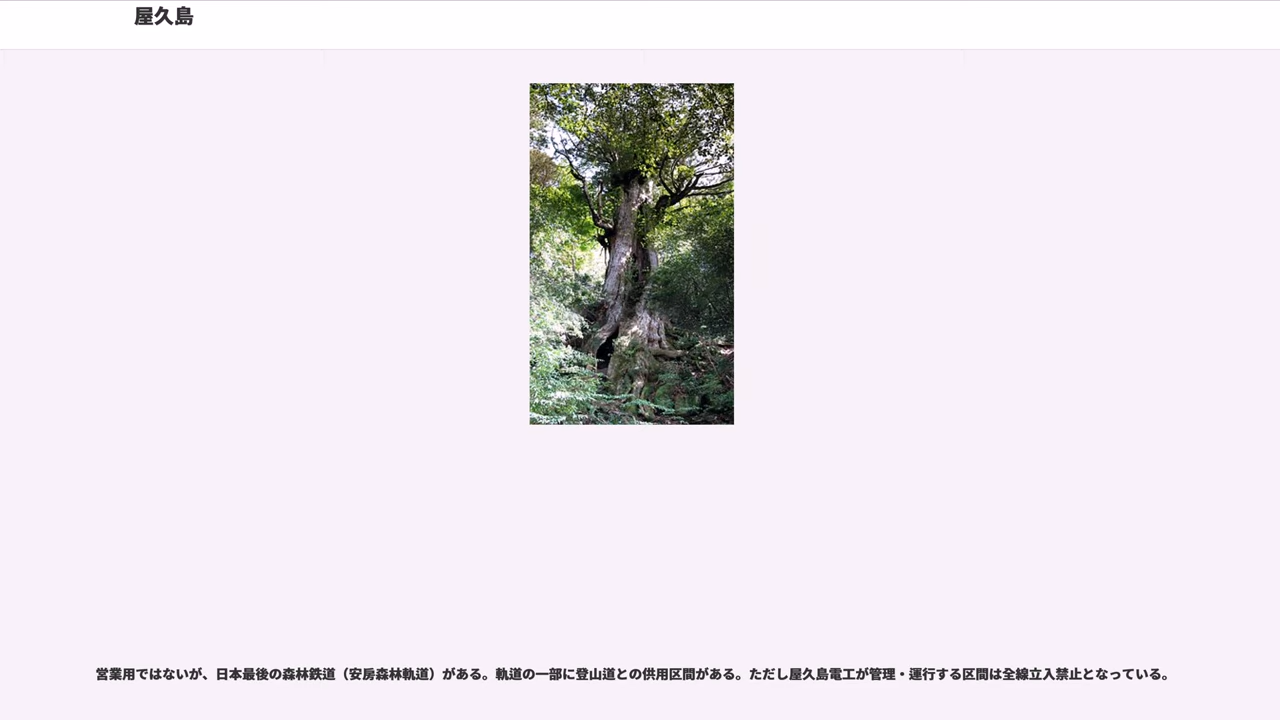 屋久島
営業用ではないが、日本最後の森林鉄道（安房森林軌道）がある。軌道の一部に登山道との供用区間がある。ただし屋久島電工が管理・運行する区間は全線立入禁止となっている。